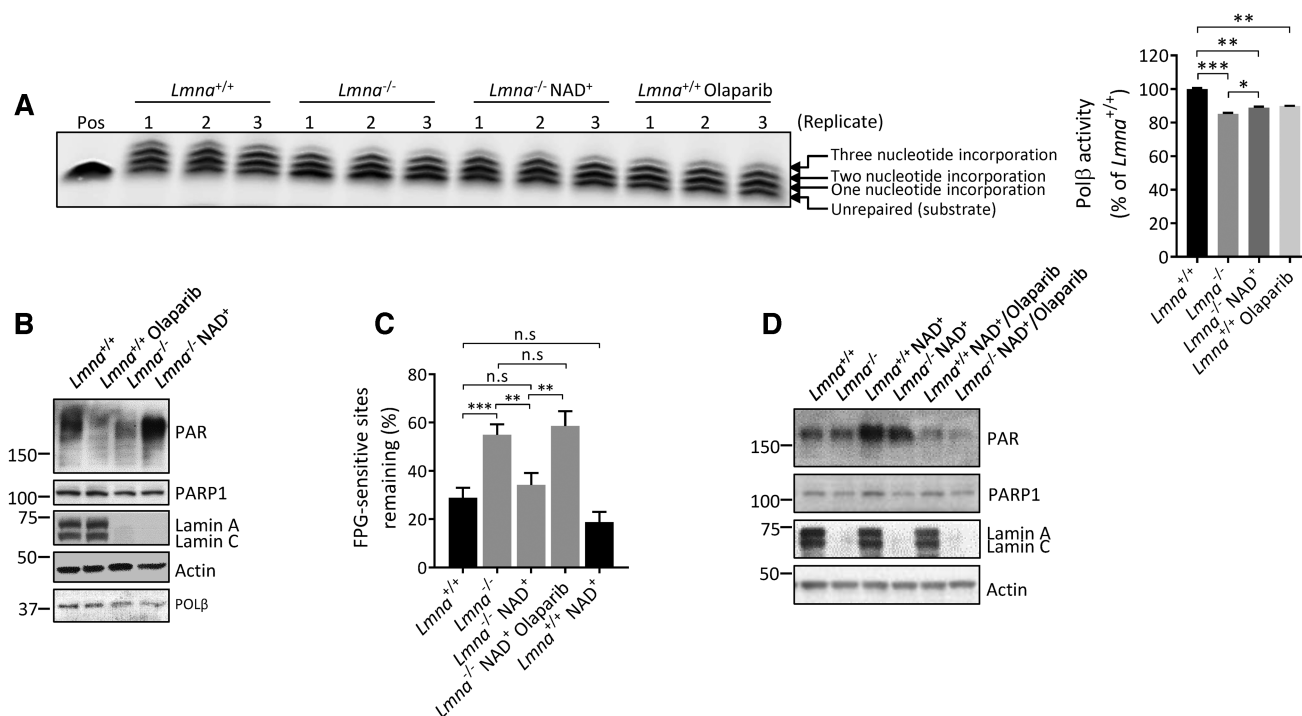 A
Lmna+/+ Lmna-/- Lmna-/- NAD+ Lmna+/+ Olaparib
Pos 1 2 3 1 2 3 1 2 3 1 2 3 (Replicate)
Three nucleotide incorporation
Two nucleotide incorporation
One nucleotide incorporation
Unrepaired (substrate)
**
**
***
*
Polβ activity
(% of Lmna+/+)
120
100
80
60
40
20
0
Lmna+/+
Lmna-/-
Lmna-/- NAD+
Lmna+/+ Olaparib
B
Lmna+/+
Lmna+/+ Olaparib
Lmna-/-
Lmna-/- NAD+
PAR
150
100
PARP1
75
Lamin A
Lamin C
50
Actin
37
POLβ
C
n.s
n.s
n.s
***
**
**
FPG-sensitive sites
remaining (%)
80
60
40
20
0
Lmna+/+
Lmna-/-
Lmna-/- NAD+
Lmna-/- NAD+ Olaparib
Lmna+/+ NAD+
D
Lmna+/+
Lmna-/-
Lmna+/+ NAD+
Lmna-/- NAD+
Lmna+/+ NAD+/Olaparib
Lmna-/- NAD+/Olaparib
PAR
150
PARP1
100
75
Lamin A
Lamin C
50
Actin